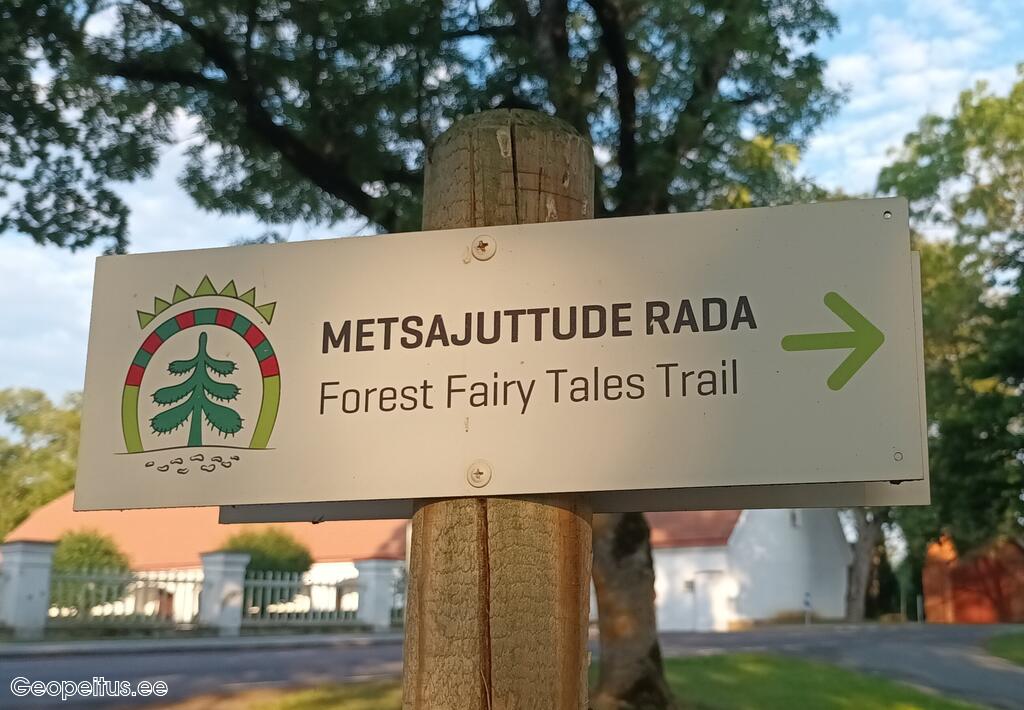 METSAJUTTUDE RADA
Forest Fairy Tales Trail
Geopeitus.ee